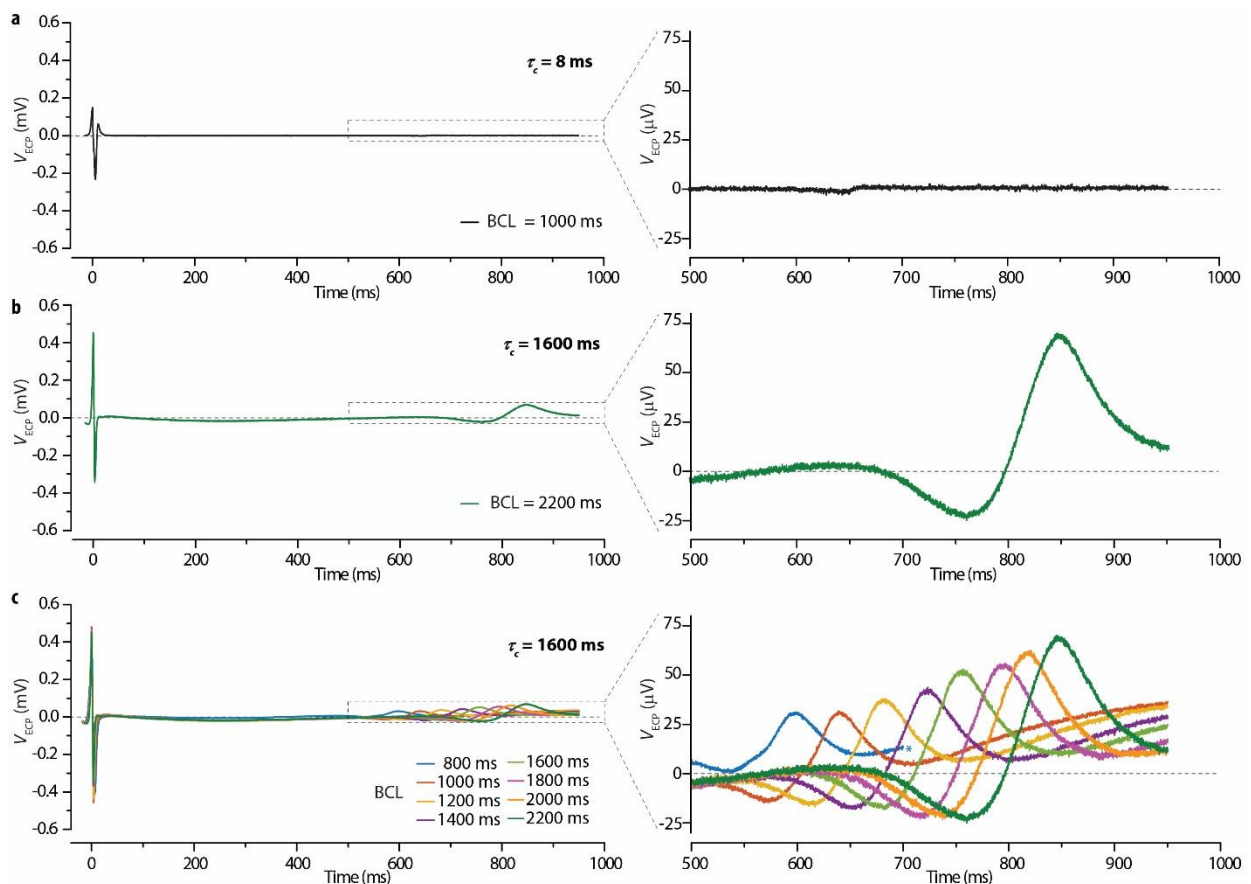 a
0.6
0.4
0.2
0.0
-0.2
-0.4
-0.6
V_ECP (mV)
τ_c = 8 ms
BCL = 1000 ms
0 200 400 600 800 1000
Time (ms)
75
50
25
0
-25
V_ECP (μV)
500 600 700 800 900 1000
Time (ms)
b
0.6
0.4
0.2
0.0
-0.2
-0.4
-0.6
V_ECP (mV)
τ_c = 1600 ms
BCL = 2200 ms
0 200 400 600 800 1000
Time (ms)
75
50
25
0
-25
V_ECP (μV)
500 600 700 800 900 1000
Time (ms)
c
0.6
0.4
0.2
0.0
-0.2
-0.4
-0.6
V_ECP (mV)
τ_c = 1600 ms
BCL
800 ms 1600 ms
1000 ms 1800 ms
1200 ms 2000 ms
1400 ms 2200 ms
0 200 400 600 800 1000
Time (ms)
75
50
25
0
-25
V_ECP (μV)
*
500 600 700 800 900 1000
Time (ms)